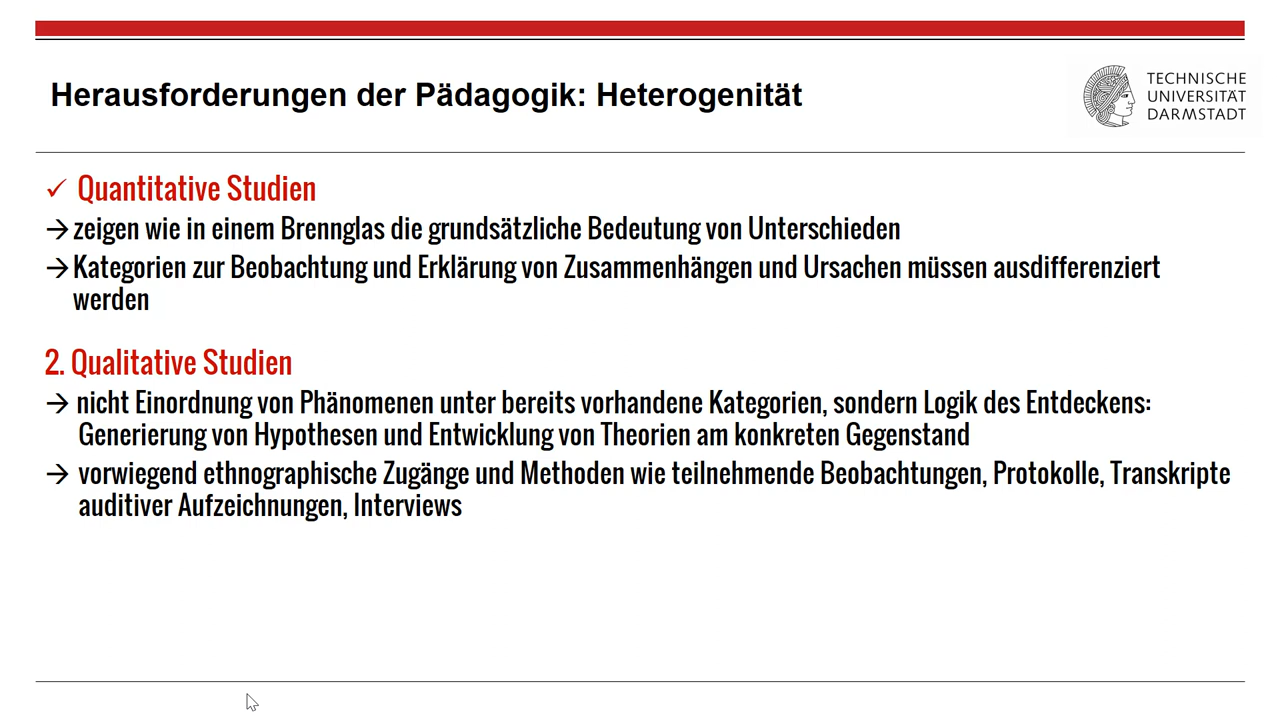 Herausforderungen der Pädagogik: Heterogenität
TECHNISCHE
UNIVERSITÄT
DARMSTADT
✓ Quantitative Studien
→ zeigen wie in einem Brennglas die grundsätzliche Bedeutung von Unterschieden
→ Kategorien zur Beobachtung und Erklärung von Zusammenhängen und Ursachen müssen ausdifferenziert
werden
2. Qualitative Studien
→ nicht Einordnung von Phänomenen unter bereits vorhandene Kategorien, sondern Logik des Entdeckens:
Generierung von Hypothesen und Entwicklung von Theorien am konkreten Gegenstand
→ vorwiegend ethnographische Zugänge und Methoden wie teilnehmende Beobachtungen, Protokolle, Transkripte
auditiver Aufzeichnungen, Interviews